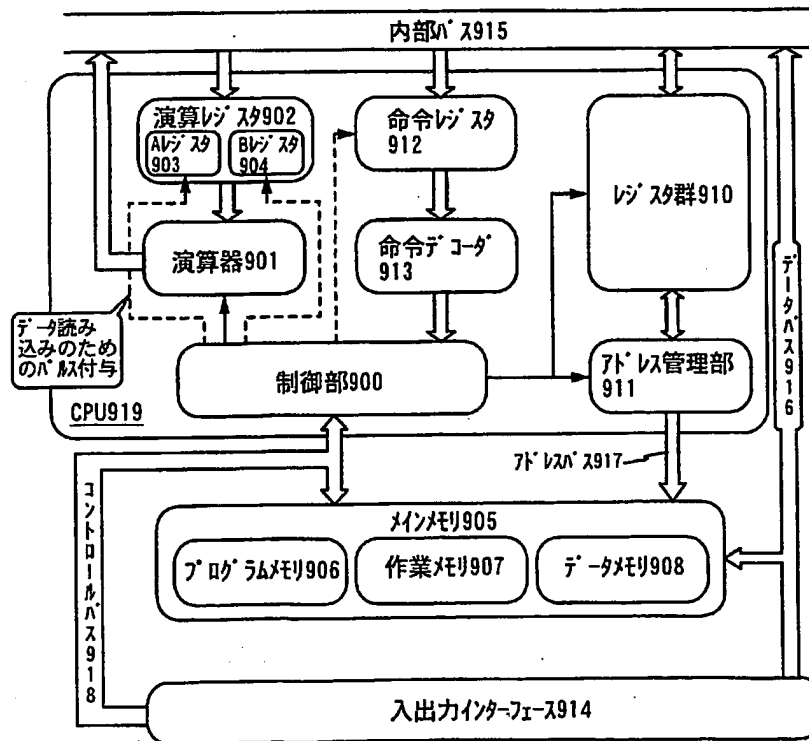 内部バス915
演算レジスタ902
Aレジスタ
903
Bレジスタ
904
命令レジスタ
912
レジスタ群910
演算器901
命令デコーダ
913
データ読み
込みのため
のパルス付与
制御部900
アドレス管理部
911
CPU919
データバス916
アドレスバス917
コントロールバス918
メインメモリ905
プログラムメモリ906
作業メモリ907
データメモリ908
入出力インターフェース914